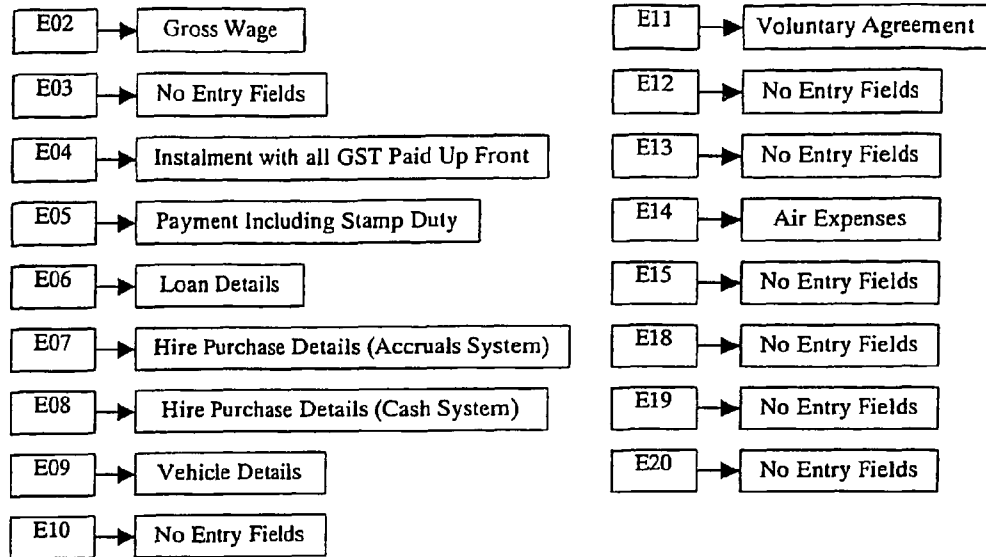 E02 Gross Wage
E03 No Entry Fields
E04 Instalment with all GST Paid Up Front
E05 Payment Including Stamp Duty
E06 Loan Details
E07 Hire Purchase Details (Accruals System)
E08 Hire Purchase Details (Cash System)
E09 Vehicle Details
E10 No Entry Fields
E11 Voluntary Agreement
E12 No Entry Fields
E13 No Entry Fields
E14 Air Expenses
E15 No Entry Fields
E18 No Entry Fields
E19 No Entry Fields
E20 No Entry Fields